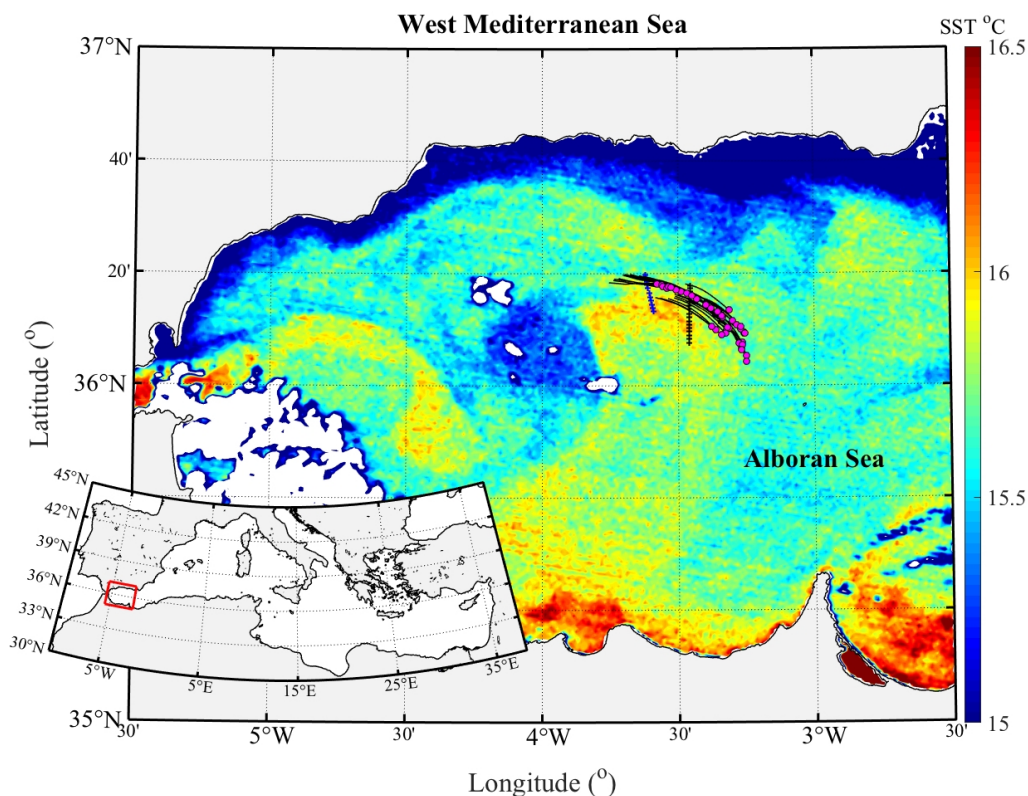 West Mediterranean Sea
SST °C
37°N
40'
20'
36°N
35°N
Latitude (°)
16.5
16
15.5
15
Alboran Sea
45°N
42°N
39°N
36°N
33°N
30°N
5°W
5°E
15°E
25°E
35°E
30'
5°W
30'
4°W
30'
3°W
30'
Longitude (°)